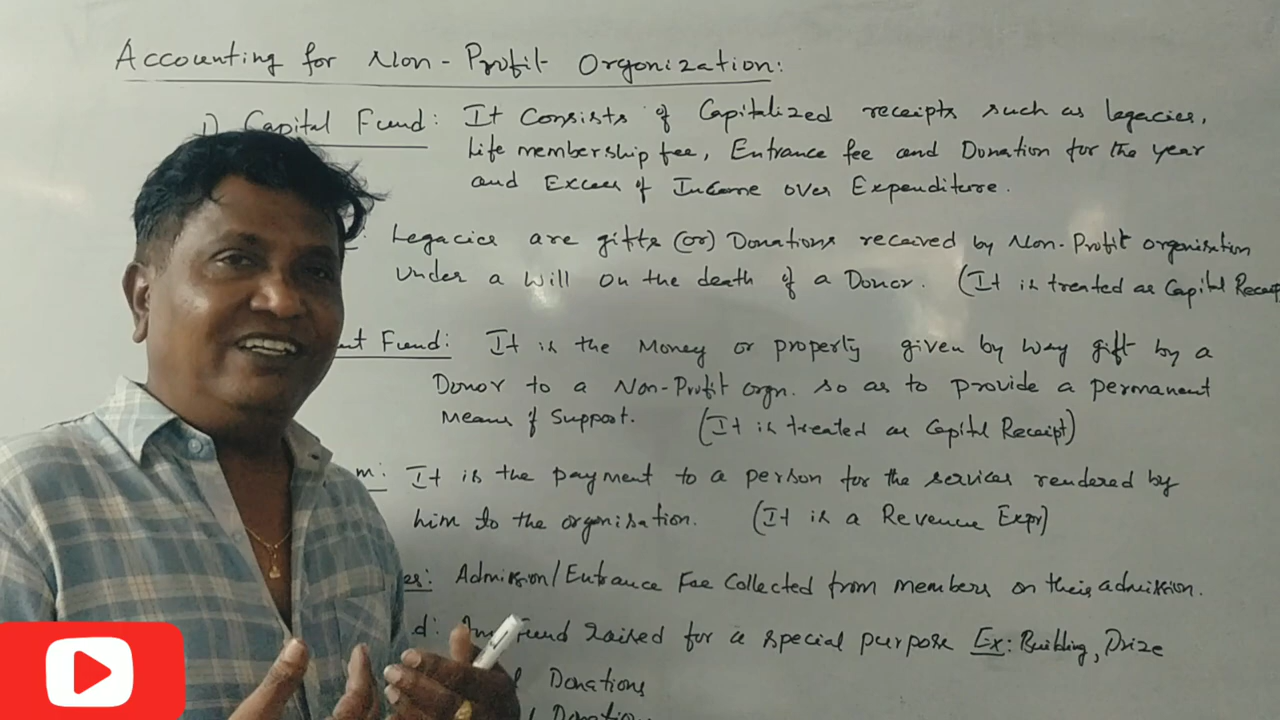 Accounting for Non-Profit Orgonization:
1) Capital Fund: It Consists of Capitalized receipts such as legacies,
life membership fee, Entrance fee and Donation for the year
and Excess of Income over Expenditure.
Legacies are gifts (or) Donations received by Non-Profit organisation
under a Will on the death of a Donor. (It is treated as Capital Receipt
nt Fund: It is the Money or property given by way gift by a
Donor to a Non-Profit orgn. so as to provide a permanent
Means of Support. (It is treated as Capital Receipt)
m: It is the payment to a person for the services rendered by
him to the organisation. (It is a Revenue Expr)
es: Admission/Entrance Fee Collected from members on their admission.
d: Fund raised for a special purpose Ex: Building, Prize
Donations